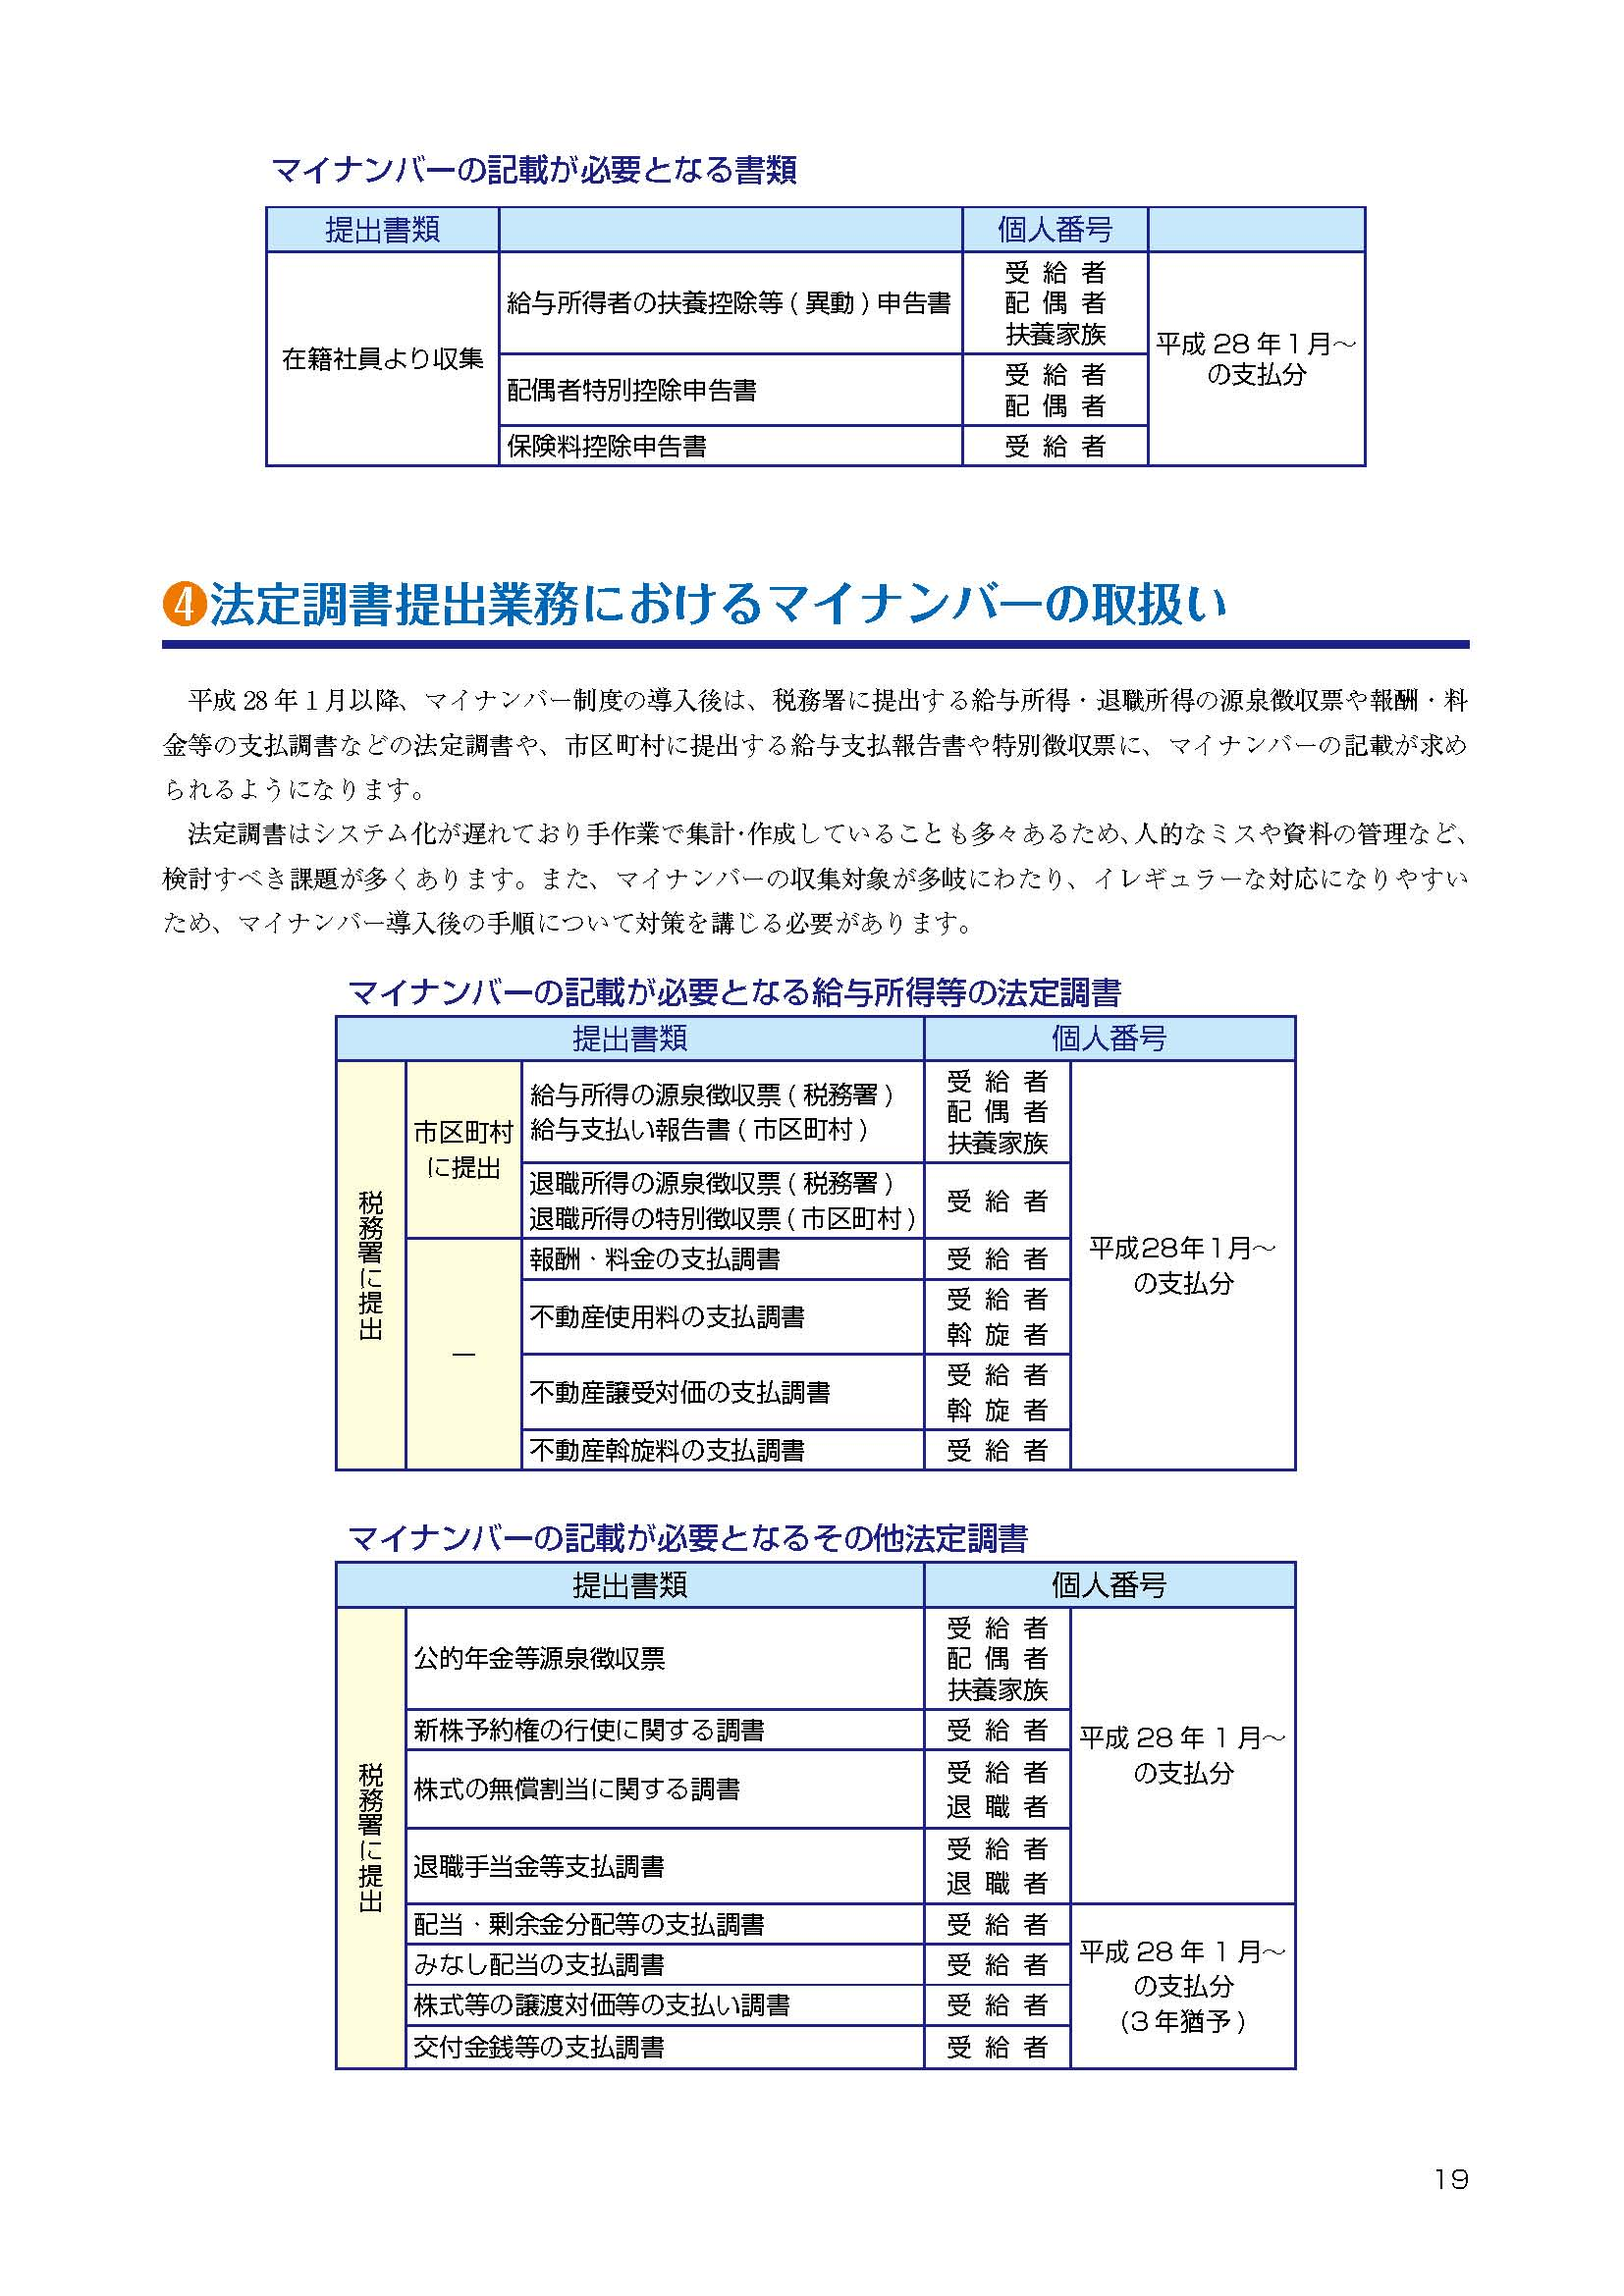 マイナンバーの記載が必要となる書類
提出書類 個人番号
在籍社員より収集
給与所得者の扶養控除等 ( 異動 ) 申告書
受給者
配偶者
扶養家族
配偶者特別控除申告書
受給者
配偶者
保険料控除申告書
受給者
平成 28 年 1 月～
の支払分
❹法定調書提出業務におけるマイナンバーの取扱い
平成 28 年 1 月以降、マイナンバー制度の導入後は、税務署に提出する給与所得・退職所得の源泉徴収票や報酬・料
金等の支払調書などの法定調書や、市区町村に提出する給与支払報告書や特別徴収票に、マイナンバーの記載が求め
られるようになります。
法定調書はシステム化が遅れており手作業で集計･作成していることも多々あるため､人的なミスや資料の管理など、
検討すべき課題が多くあります。また、マイナンバーの収集対象が多岐にわたり、イレギュラーな対応になりやすい
ため、マイナンバー導入後の手順について対策を講じる必要があります。
マイナンバーの記載が必要となる給与所得等の法定調書
提出書類 個人番号
税務署に提出
市区町村
に提出
給与所得の源泉徴収票 ( 税務署 )
給与支払い報告書 ( 市区町村 )
受給者
配偶者
扶養家族
退職所得の源泉徴収票 ( 税務署 )
退職所得の特別徴収票 ( 市区町村 )
受給者
―
報酬・料金の支払調書
受給者
不動産使用料の支払調書
受給者
斡旋者
不動産譲受対価の支払調書
受給者
斡旋者
不動産斡旋料の支払調書
受給者
平成28年1月～
の支払分
マイナンバーの記載が必要となるその他法定調書
提出書類 個人番号
税務署に提出
公的年金等源泉徴収票
受給者
配偶者
扶養家族
新株予約権の行使に関する調書
受給者
株式の無償割当に関する調書
受給者
退職者
退職手当金等支払調書
受給者
退職者
平成 28 年 1 月～
の支払分
配当・剰余金分配等の支払調書
受給者
みなし配当の支払調書
受給者
株式等の譲渡対価等の支払い調書
受給者
交付金銭等の支払調書
受給者
平成 28 年 1 月～
の支払分
(3 年猶予 )
19